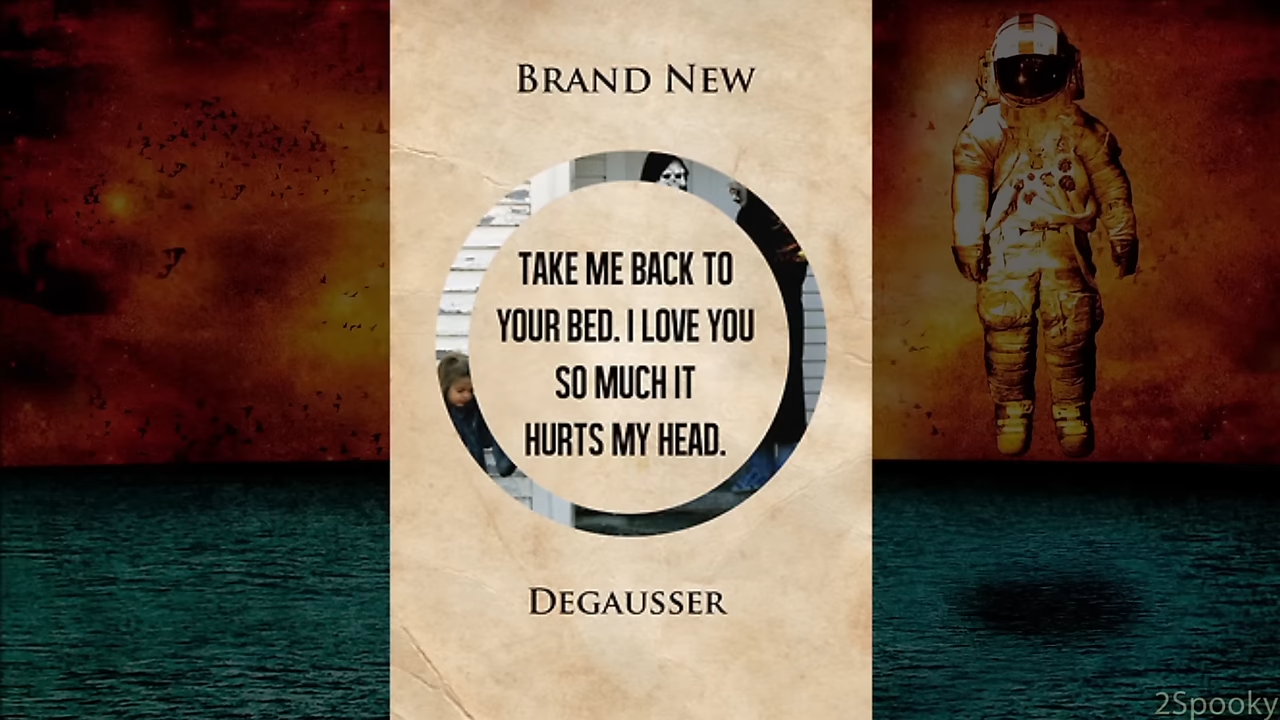 BRAND NEW
TAKE ME BACK TO
YOUR BED. I LOVE YOU
SO MUCH IT
HURTS MY HEAD.
DEGAUSSER
2Spooky